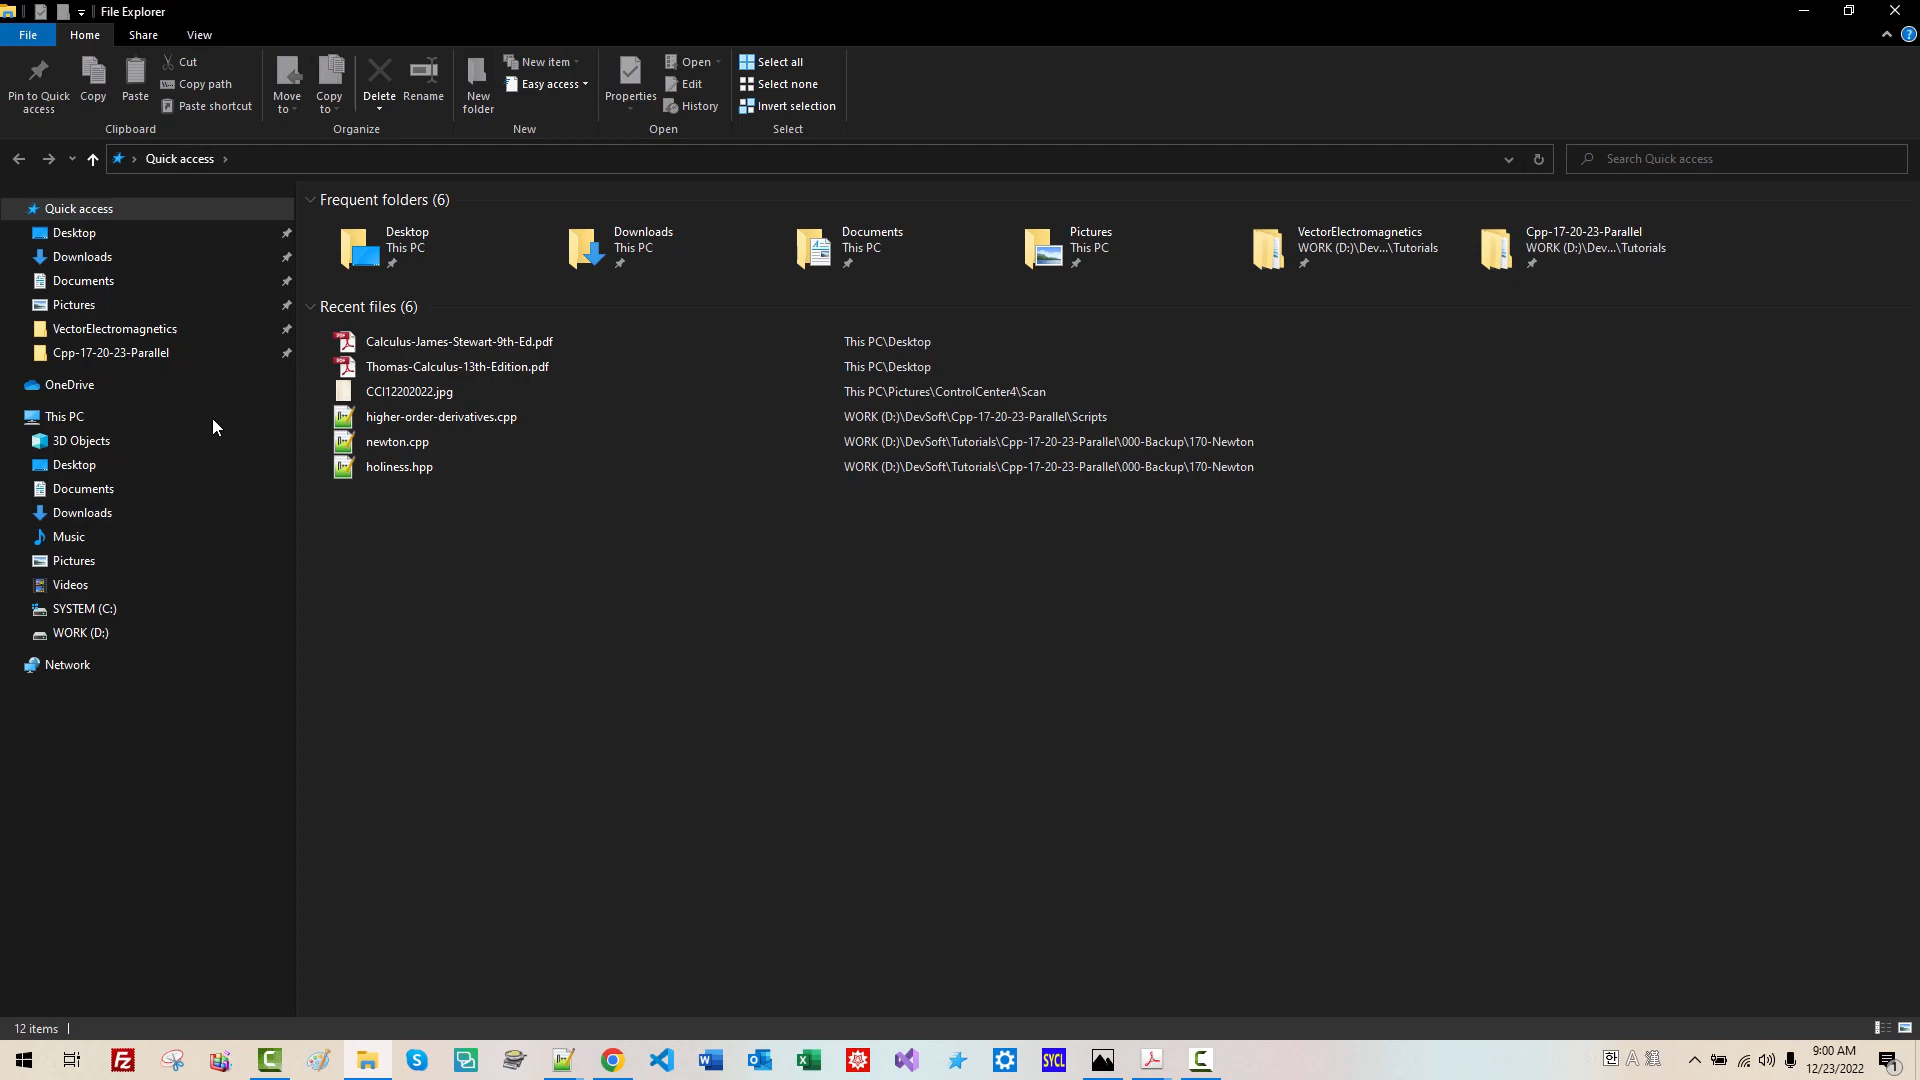 File Explorer
File Home Share View
Pin to Quick access
Copy
Paste
Cut
Copy path
Paste shortcut
Clipboard
Move to
Copy to
Delete
Rename
Organize
New folder
New item
Easy access
New
Properties
Open
Edit
History
Open
Select all
Select none
Invert selection
Select
Quick access
Search Quick access
Quick access
Desktop
Downloads
Documents
Pictures
VectorElectromagnetics
Cpp-17-20-23-Parallel
OneDrive
This PC
3D Objects
Desktop
Documents
Downloads
Music
Pictures
Videos
SYSTEM (C:)
WORK (D:)
Network
Frequent folders (6)
Desktop
This PC
Downloads
This PC
Documents
This PC
Pictures
This PC
VectorElectromagnetics
WORK (D:)\Dev...\Tutorials
Cpp-17-20-23-Parallel
WORK (D:)\Dev...\Tutorials
Recent files (6)
Calculus-James-Stewart-9th-Ed.pdf This PC\Desktop
Thomas-Calculus-13th-Edition.pdf This PC\Desktop
CCI12202022.jpg This PC\Pictures\ControlCenter4\Scan
higher-order-derivatives.cpp WORK (D:)\DevSoft\Cpp-17-20-23-Parallel\Scripts
newton.cpp WORK (D:)\DevSoft\Tutorials\Cpp-17-20-23-Parallel\000-Backup\170-Newton
holiness.hpp WORK (D:)\DevSoft\Tutorials\Cpp-17-20-23-Parallel\000-Backup\170-Newton
12 items
SYCL
한 A 漢
9:00 AM
12/23/2022
1